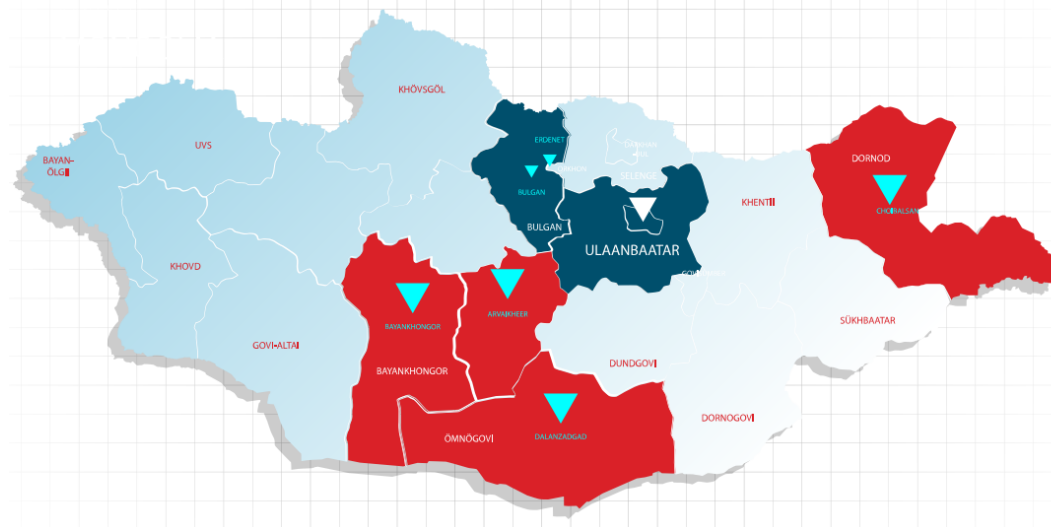 KHÖVSGÖL
UVS
BAYAN-
ÖLGII
ERDENET
BULGAN
BULGAN
SELENGE
ULAANBAATAR
KHENTII
DORNOD
CHOIBALSAN
KHOVD
GOVI-ALTAI
BAYANKHONGOR
BAYANKHONGOR
ARVAIKHEER
DUNDGOVI
SÜKHBAATAR
DORNOGOVI
ÖMNÖGOVI
DALANZADGAD